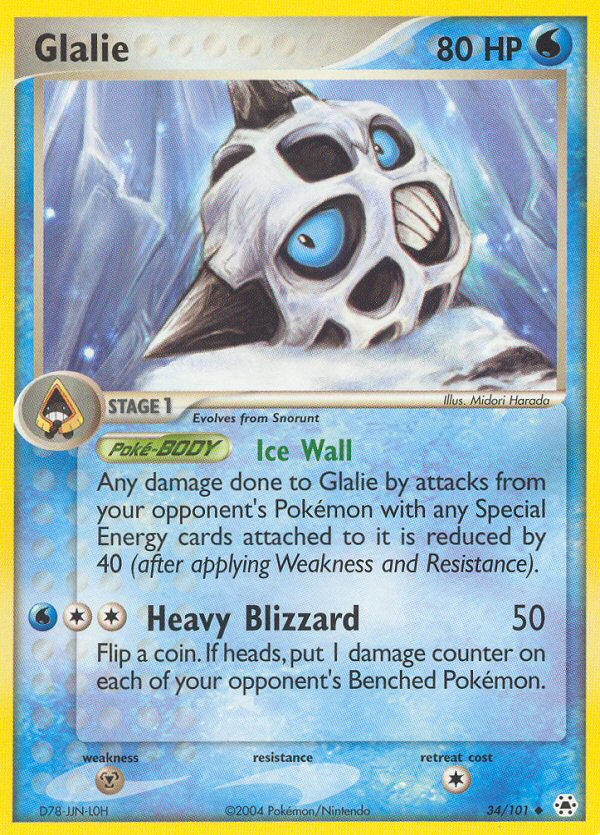 Glalie
80 HP
Illus. Midori Harada
STAGE 1
Evolves from Snorunt
Poké-BODY Ice Wall
Any damage done to Glalie by attacks from
your opponent's Pokémon with any Special
Energy cards attached to it is reduced by
40 (after applying Weakness and Resistance).
Heavy Blizzard 50
Flip a coin. If heads, put 1 damage counter on
each of your opponent's Benched Pokémon.
weakness resistance retreat cost
D78-JJN-L0H ©2004 Pokémon/Nintendo 34/101